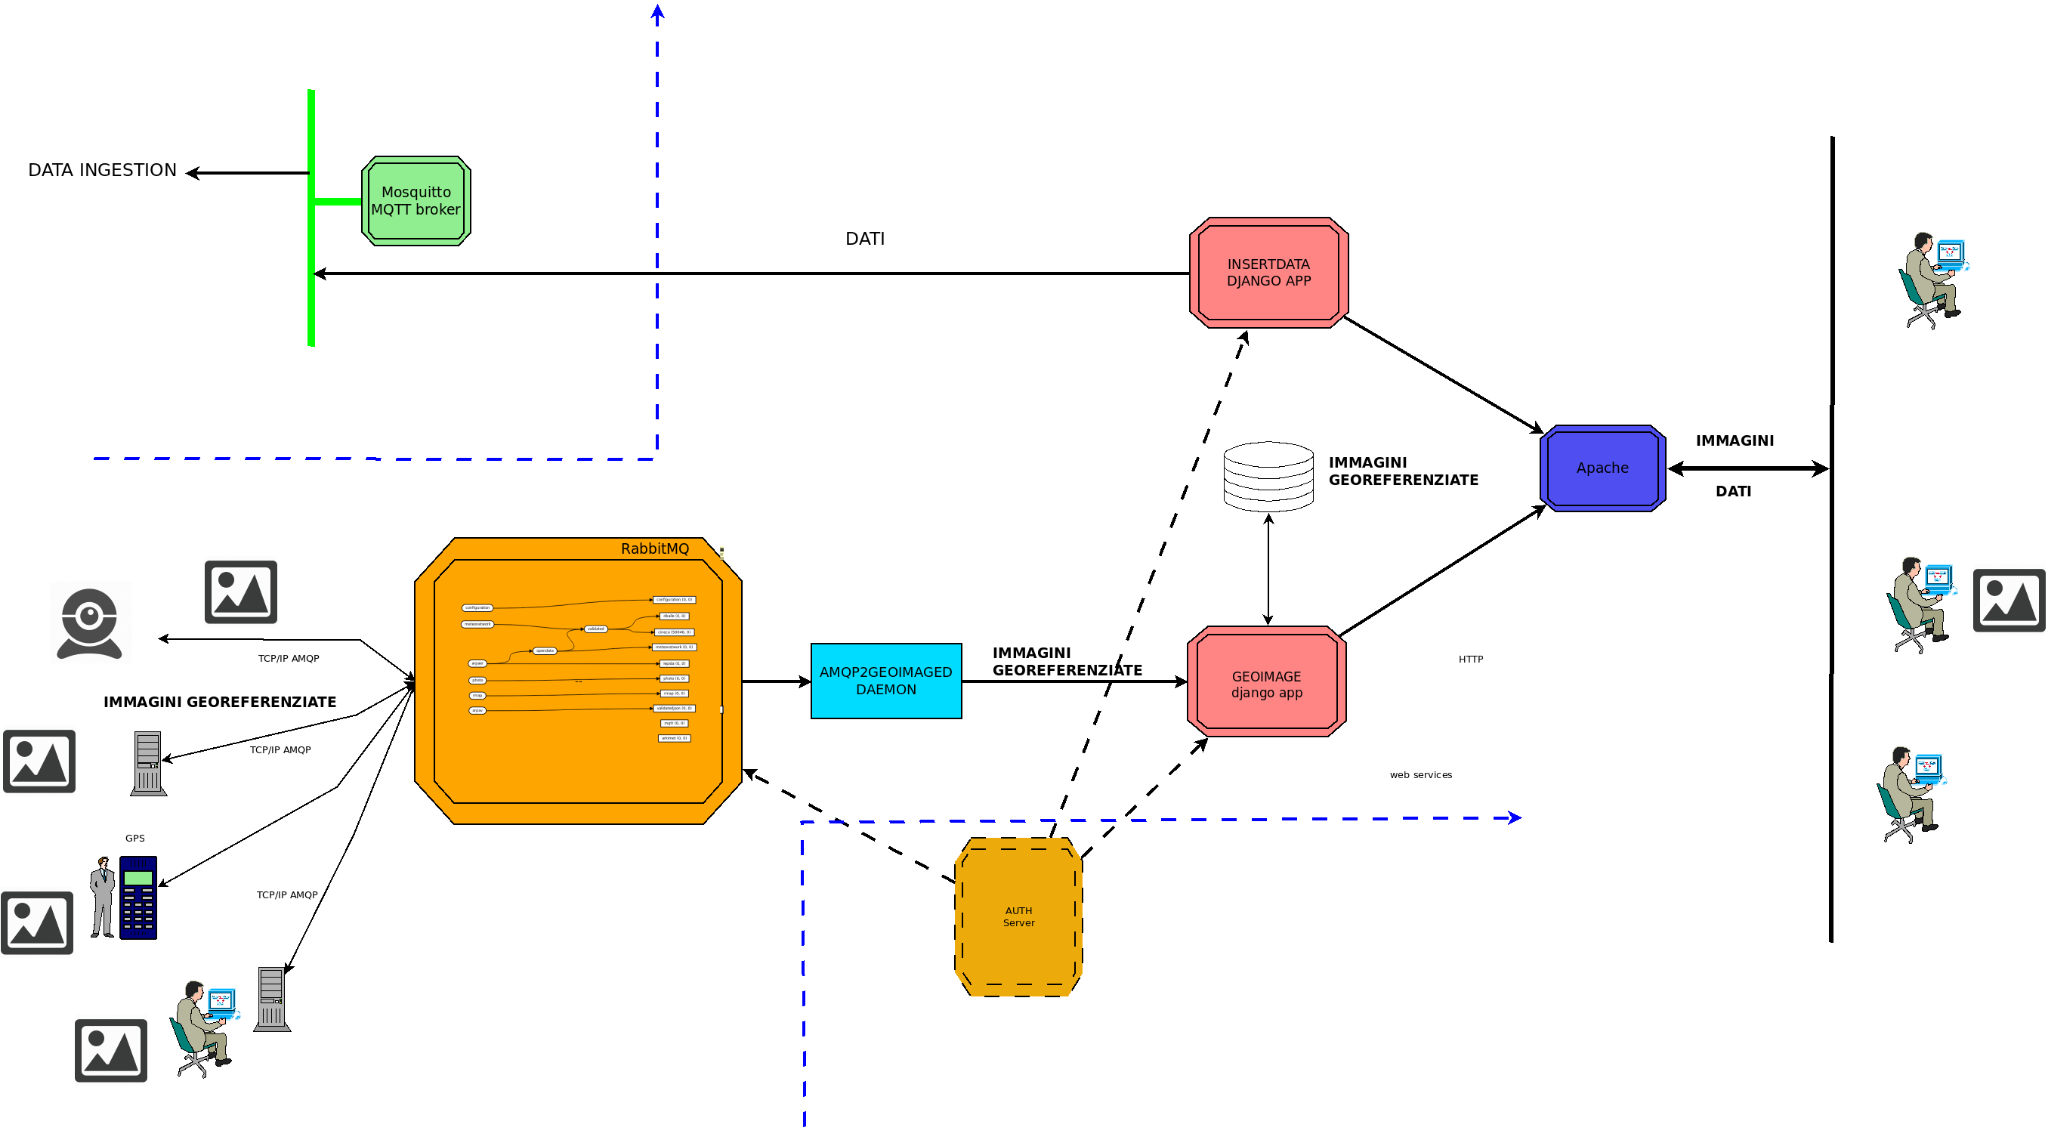 DATA INGESTION
Mosquitto
MQTT broker
DATI
INSERTDATA
DJANGO APP
IMMAGINI
GEOREFERENZIATE
Apache
IMMAGINI
DATI
RabbitMQ
TCP/IP AMQP
IMMAGINI GEOREFERENZIATE
TCP/IP AMQP
GPS
TCP/IP AMQP
AMQP2GEOIMAGED
DAEMON
IMMAGINI
GEOREFERENZIATE
GEOIMAGE
django app
HTTP
web services
AUTH
Server